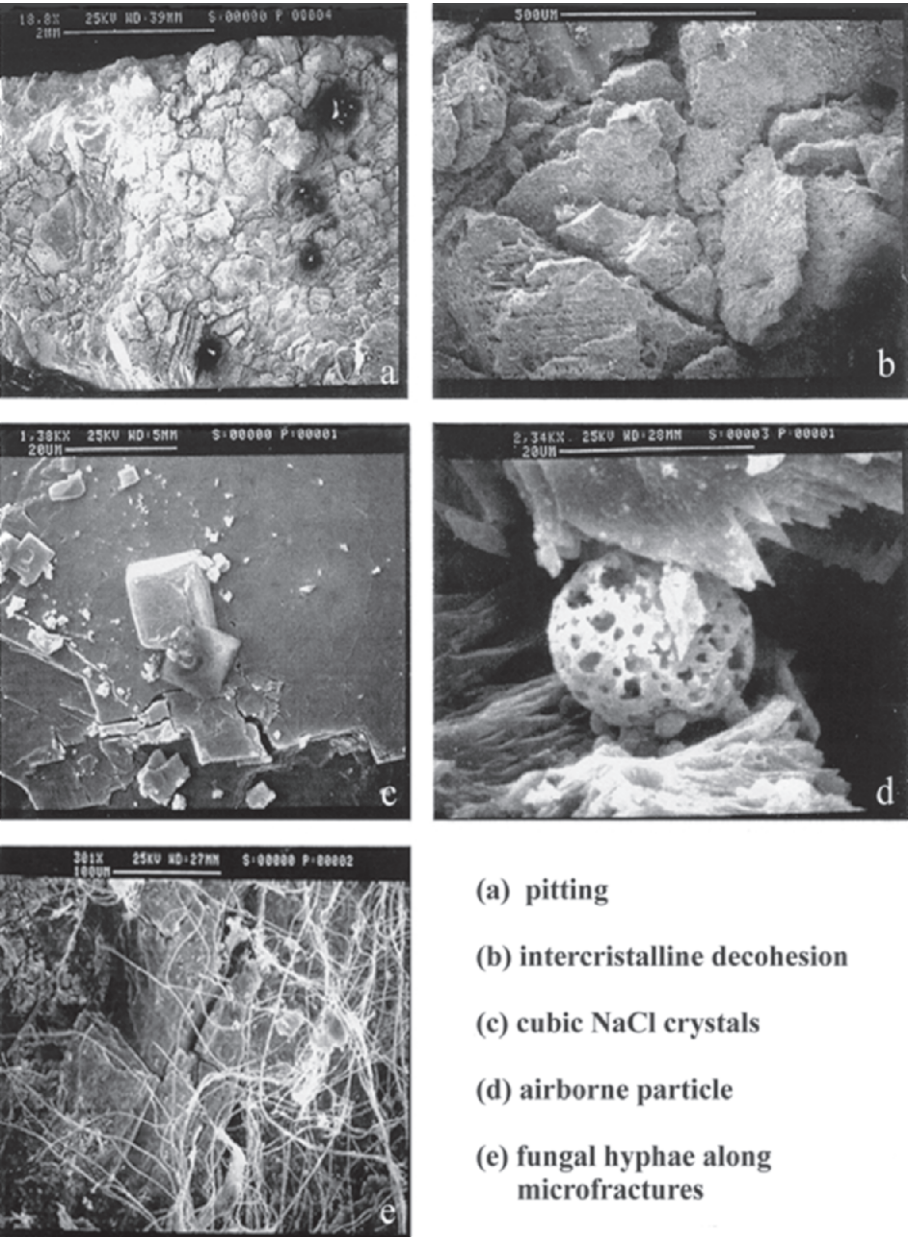 18.8X 25KV WD:39MM S:00000 P:00004
2MM
a
500UM
b
1,38KX 25KV WD:5MM S:00000 P:00001
20UM
c
2,34KX 25KV WD:28MM S:00003 P:00001
20UM
d
301X 25KV WD:27MM S:00000 P:00002
100UM
e
(a) pitting
(b) intercristalline decohesion
(c) cubic NaCl crystals
(d) airborne particle
(e) fungal hyphae along
microfractures